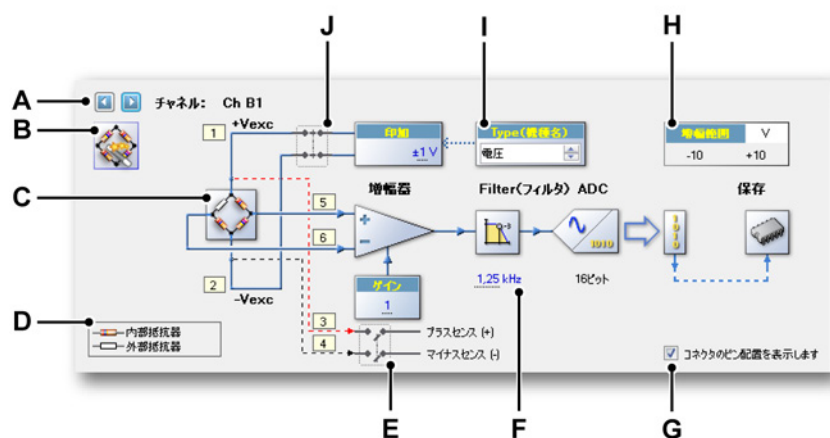 J
I
H
A
チャネル: Ch B1
B
1
+Vexc
印加
±1 V
Type(機種名)
電圧
増幅範囲 V
-10 +10
C
5
6
増幅器
Filter(フィルタ) ADC
保存
+
−
-3
1010
1010
2
-Vexc
ゲイン
1
1,25 kHz
16ビット
D
内部抵抗器
外部抵抗器
3
4
プラスセンス (+)
マイナスセンス (-)
コネクタのピン配置を表示します
E
F
G